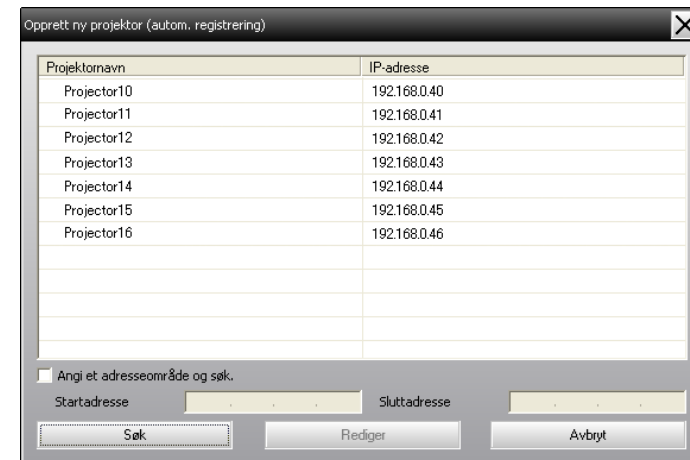 Opprett ny projektor (autom. registrering)
Projektornavn IP-adresse
Projector10 192.168.0.40
Projector11 192.168.0.41
Projector12 192.168.0.42
Projector13 192.168.0.43
Projector14 192.168.0.44
Projector15 192.168.0.45
Projector16 192.168.0.46
Angi et adresseområde og søk.
Startadresse . . . Sluttadresse . . .
Søk Rediger Avbryt